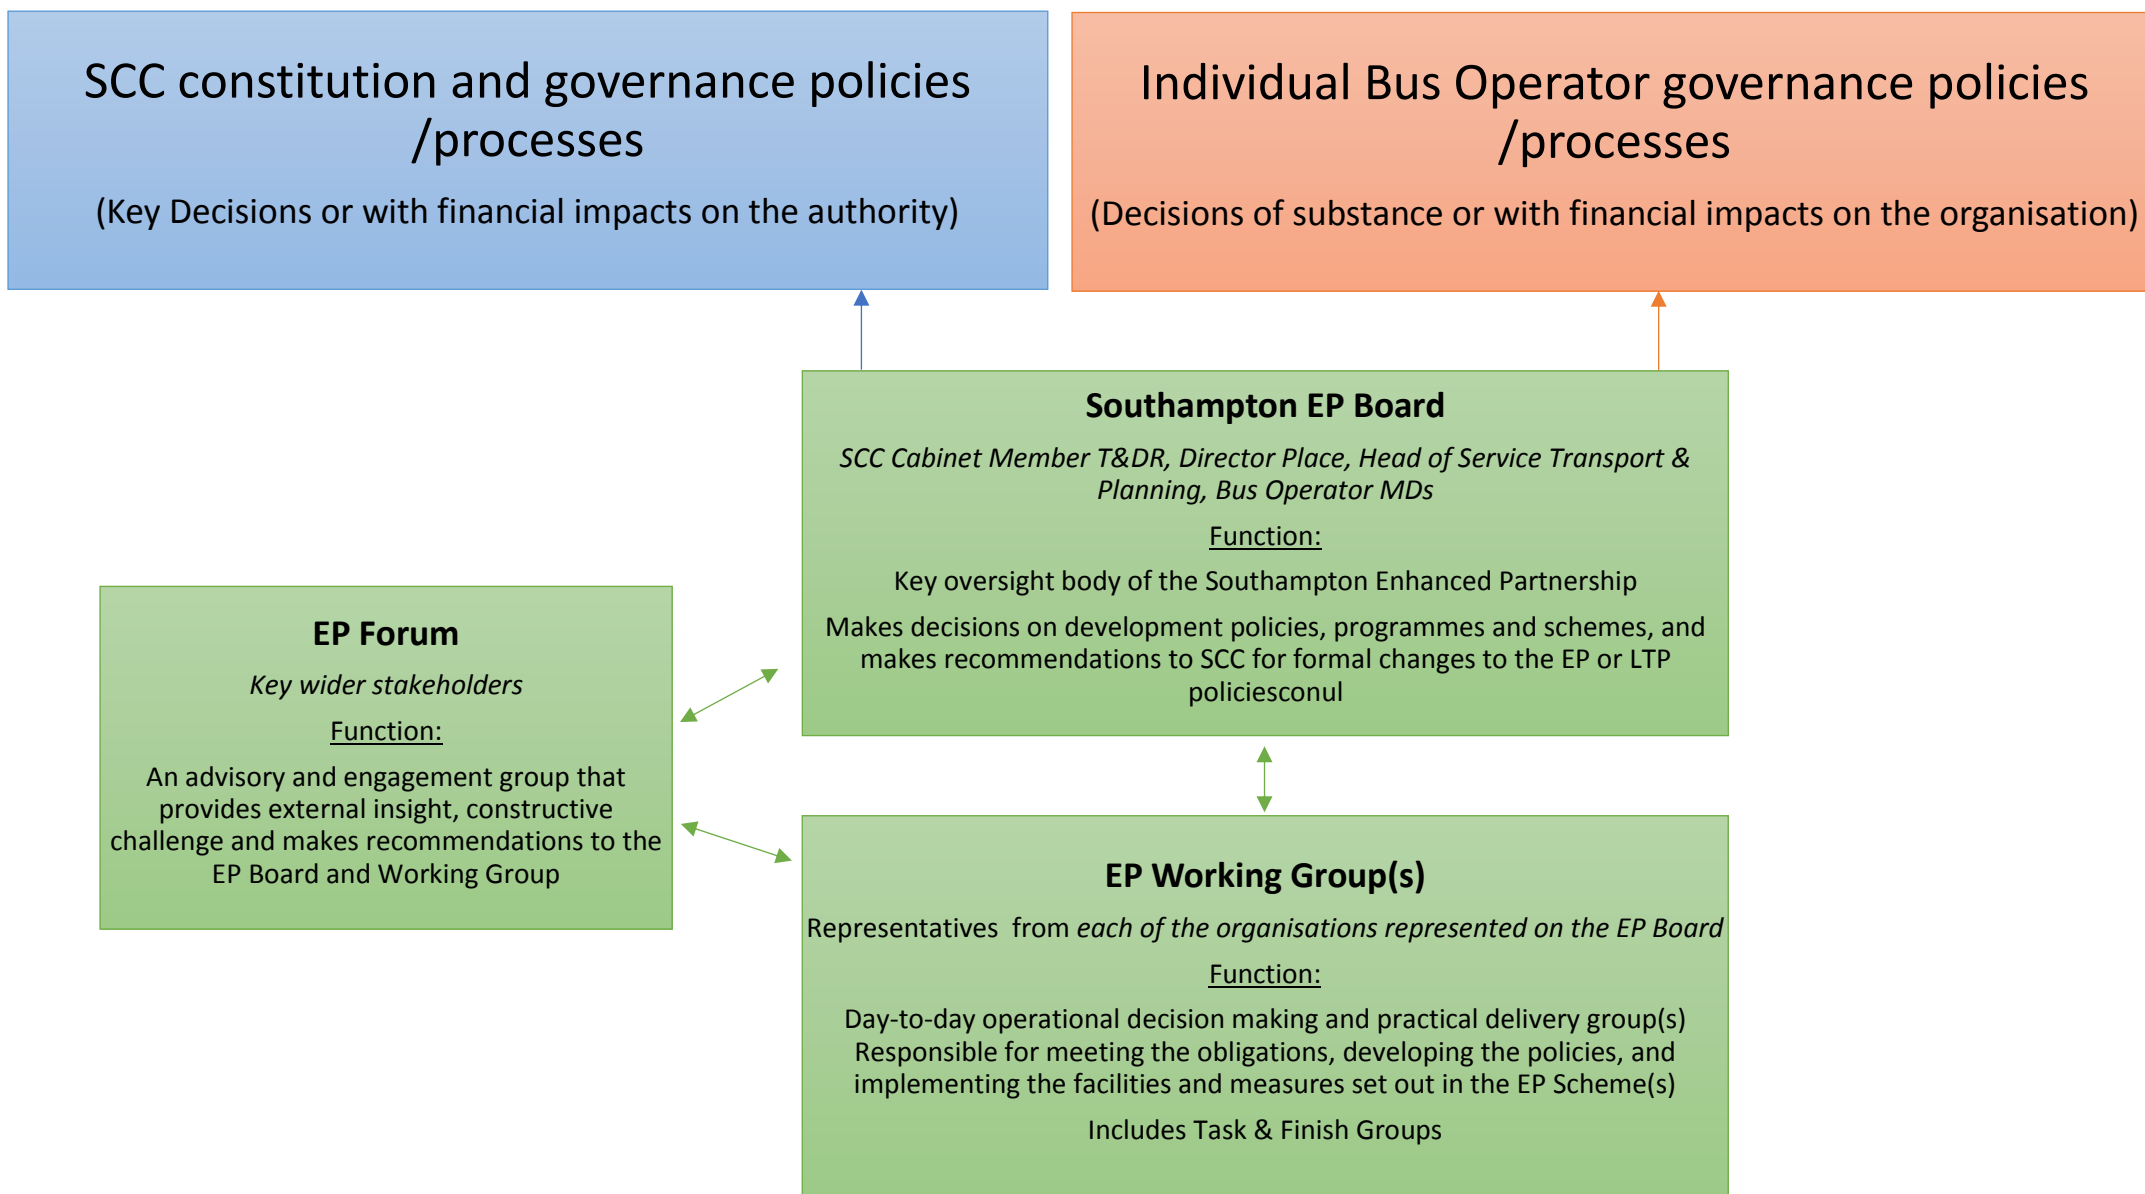 SCC constitution and governance policies
/processes
(Key Decisions or with financial impacts on the authority)
Individual Bus Operator governance policies
/processes
(Decisions of substance or with financial impacts on the organisation)
Southampton EP Board
SCC Cabinet Member T&DR, Director Place, Head of Service Transport &
Planning, Bus Operator MDs
Function:
Key oversight body of the Southampton Enhanced Partnership
Makes decisions on development policies, programmes and schemes, and
makes recommendations to SCC for formal changes to the EP or LTP
policiesconul
EP Forum
Key wider stakeholders
Function:
An advisory and engagement group that
provides external insight, constructive
challenge and makes recommendations to the
EP Board and Working Group
EP Working Group(s)
Representatives  from each of the organisations represented on the EP Board
Function:
Day-to-day operational decision making and practical delivery group(s)
Responsible for meeting the obligations, developing the policies, and
implementing the facilities and measures set out in the EP Scheme(s)
Includes Task & Finish Groups